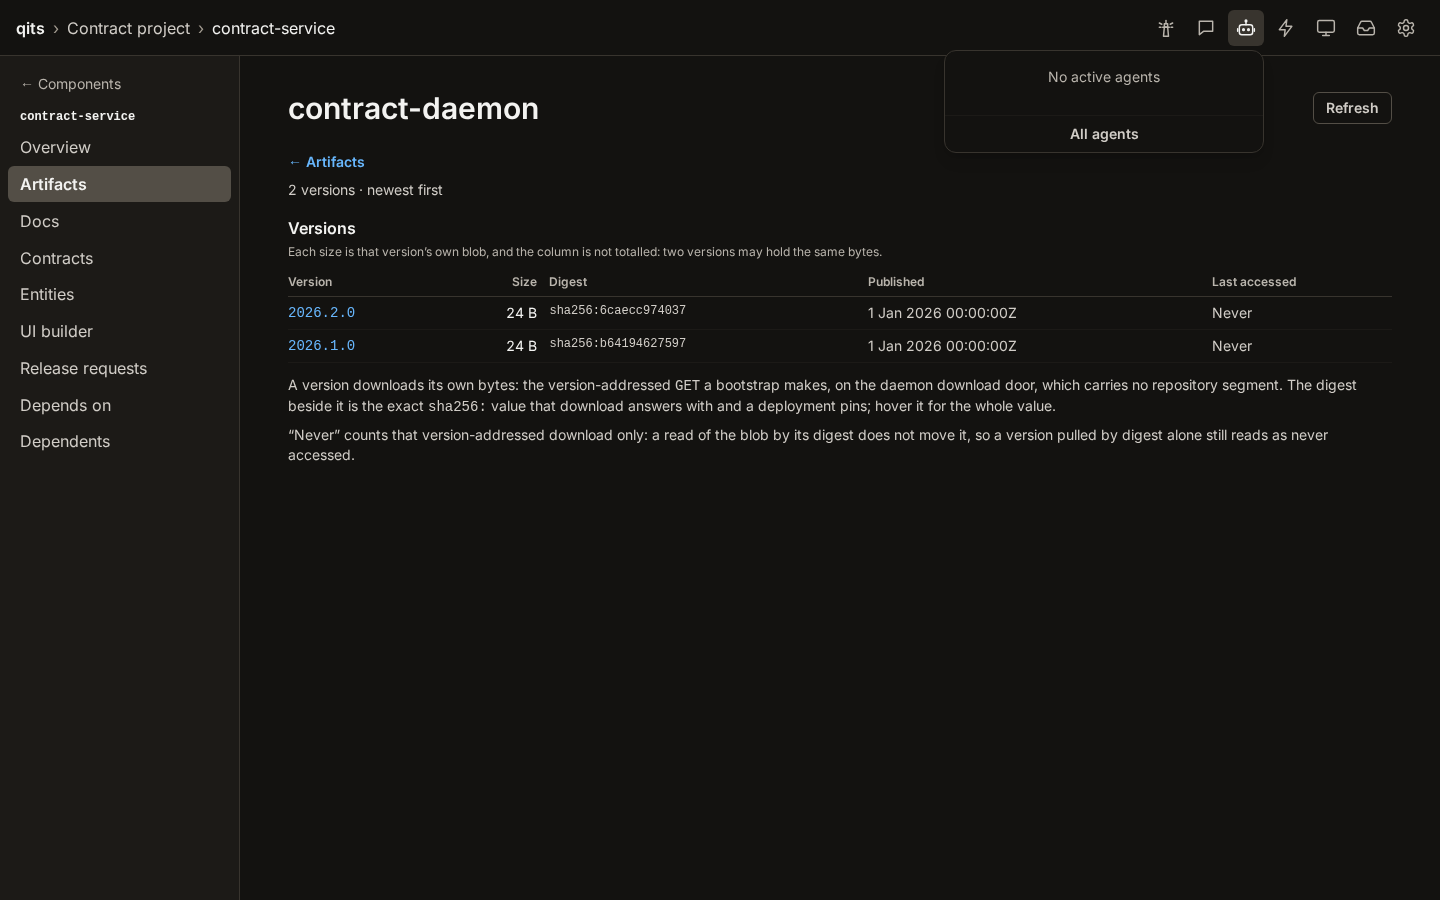 qits › Contract project › contract-service
No active agents
All agents
← Components
contract-service
Overview
Artifacts
Docs
Contracts
Entities
UI builder
Release requests
Depends on
Dependents
contract-daemon
Refresh
← Artifacts
2 versions · newest first
Versions
Each size is that version’s own blob, and the column is not totalled: two versions may hold the same bytes.
Version Size Digest Published Last accessed
2026.2.0 24 B sha256:6caecc974037 1 Jan 2026 00:00:00Z Never
2026.1.0 24 B sha256:b64194627597 1 Jan 2026 00:00:00Z Never
A version downloads its own bytes: the version-addressed GET a bootstrap makes, on the daemon download door, which carries no repository segment. The digest
beside it is the exact sha256: value that download answers with and a deployment pins; hover it for the whole value.
“Never” counts that version-addressed download only: a read of the blob by its digest does not move it, so a version pulled by digest alone still reads as never
accessed.